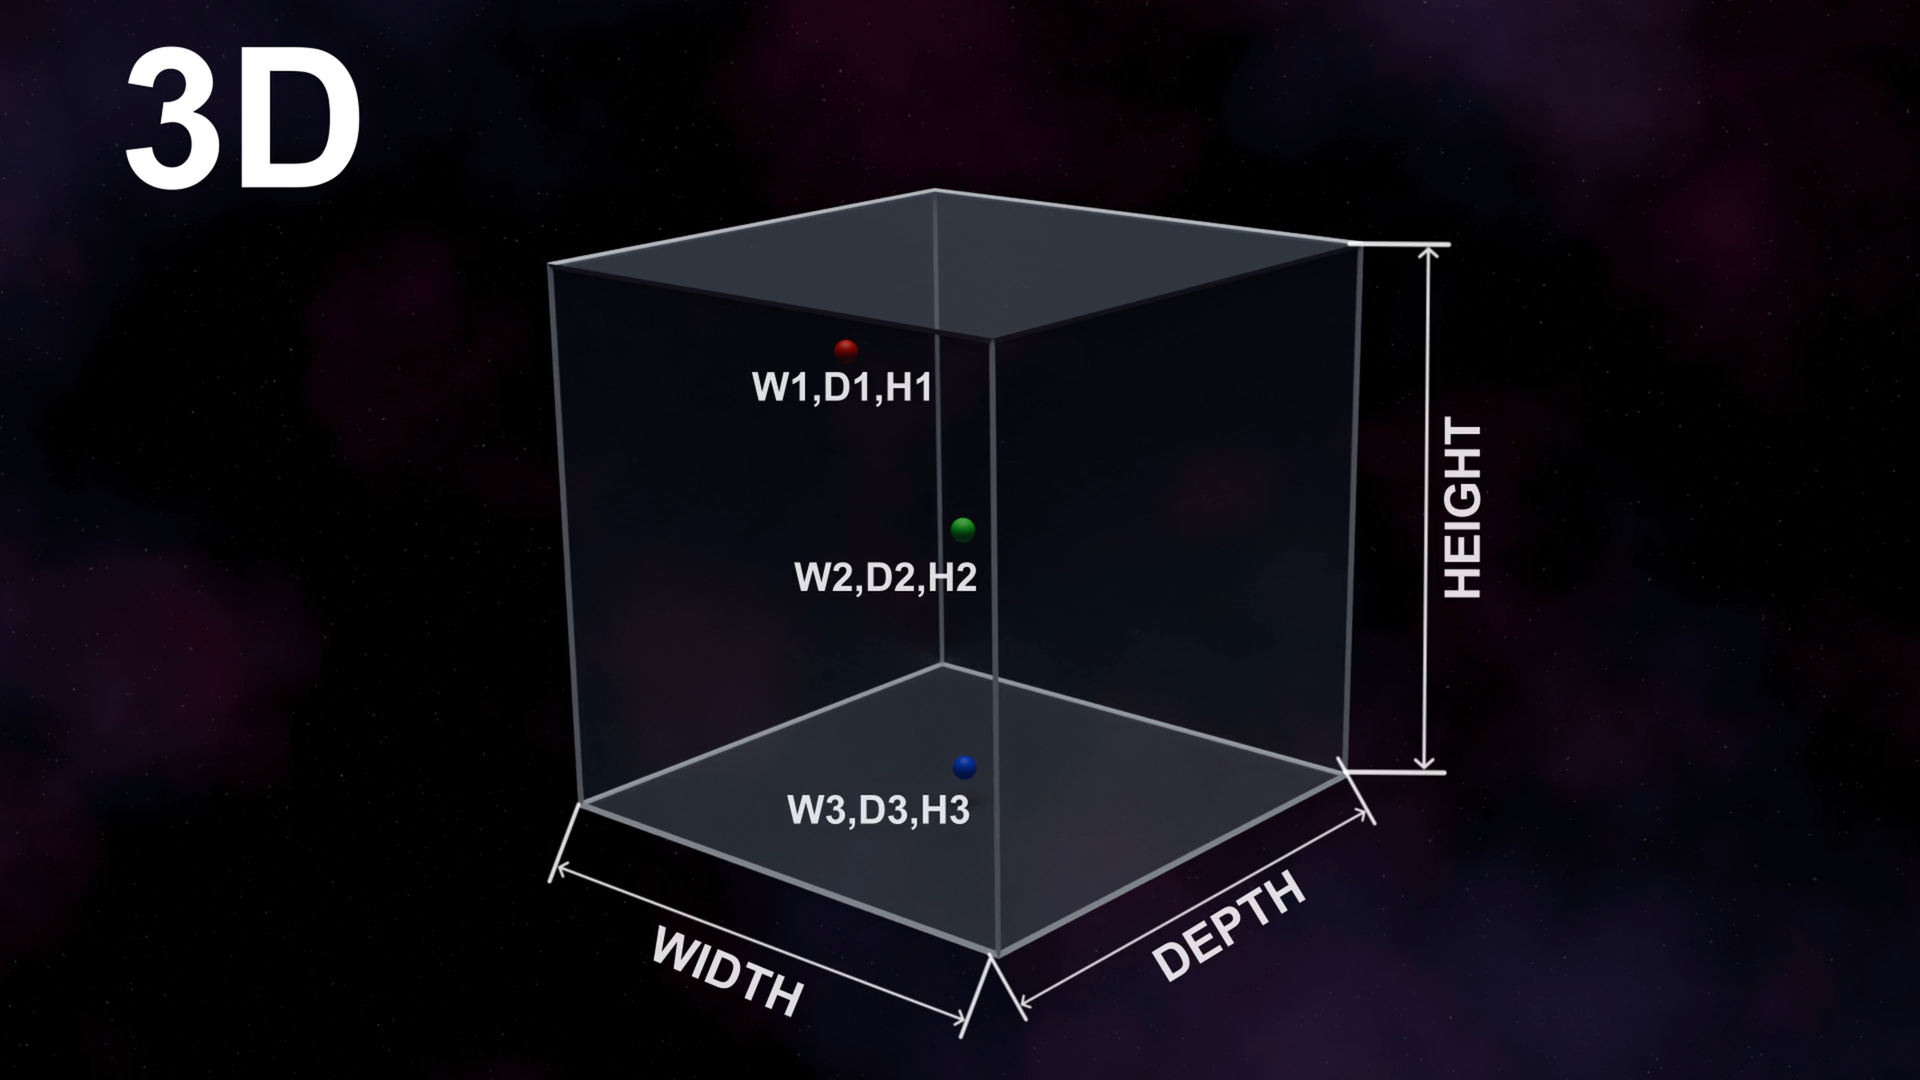 3D
W1,D1,H1
W2,D2,H2
HEIGHT
W3,D3,H3
WIDTH
DEPTH